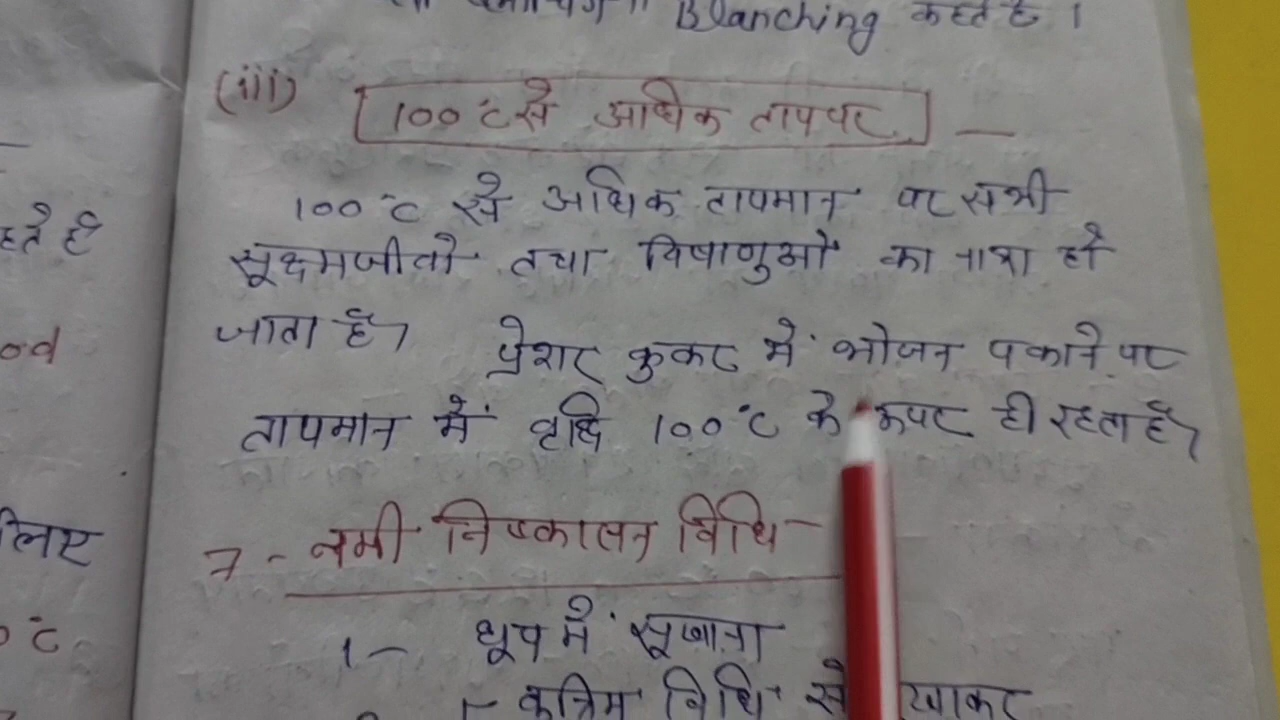 Blanching कहते है ।
(iii) 100°c से अधिक तापपर —
100°c से अधिक तापमान पर सभी
सूक्ष्मजीवो तथा विषाणुओं का नाश हो
जाता है।
प्रेशर कुकर में भोजन पकाने पर
तापमान में वृद्धि 100°c के ऊपर ही रहता है।
7 - नमी निष्कासन विधि –
1 – धूप में सूखाना
कृत्रिम विधि से
हते है
od
लिए
°c